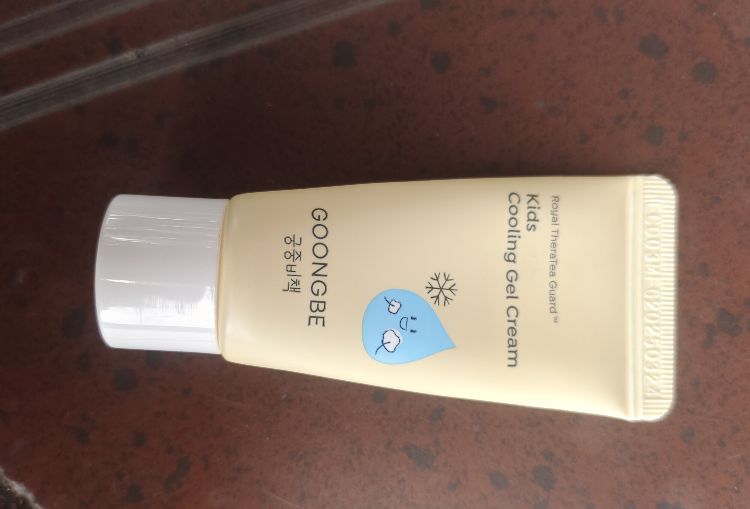 Royal TheraTea Guard™
Kids
Cooling Gel Cream
GOONGBE
궁중비책